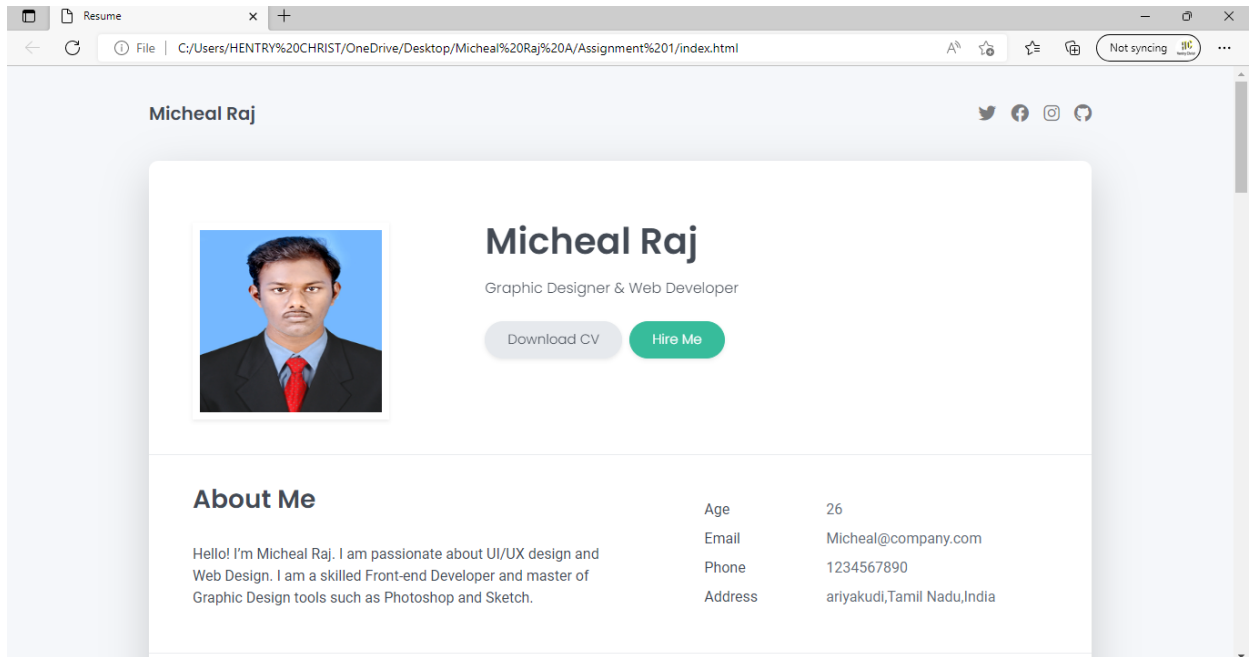 Resume
File
C:/Users/HENTRY%20CHRIST/OneDrive/Desktop/Micheal%20Raj%20A/Assignment%201/index.html
Not syncing
Micheal Raj
Micheal Raj
Graphic Designer & Web Developer
Download CV
Hire Me
About Me
Hello! I’m Micheal Raj. I am passionate about UI/UX design and
Web Design. I am a skilled Front-end Developer and master of
Graphic Design tools such as Photoshop and Sketch.
Age 26
Email Micheal@company.com
Phone 1234567890
Address ariyakudi,Tamil Nadu,India